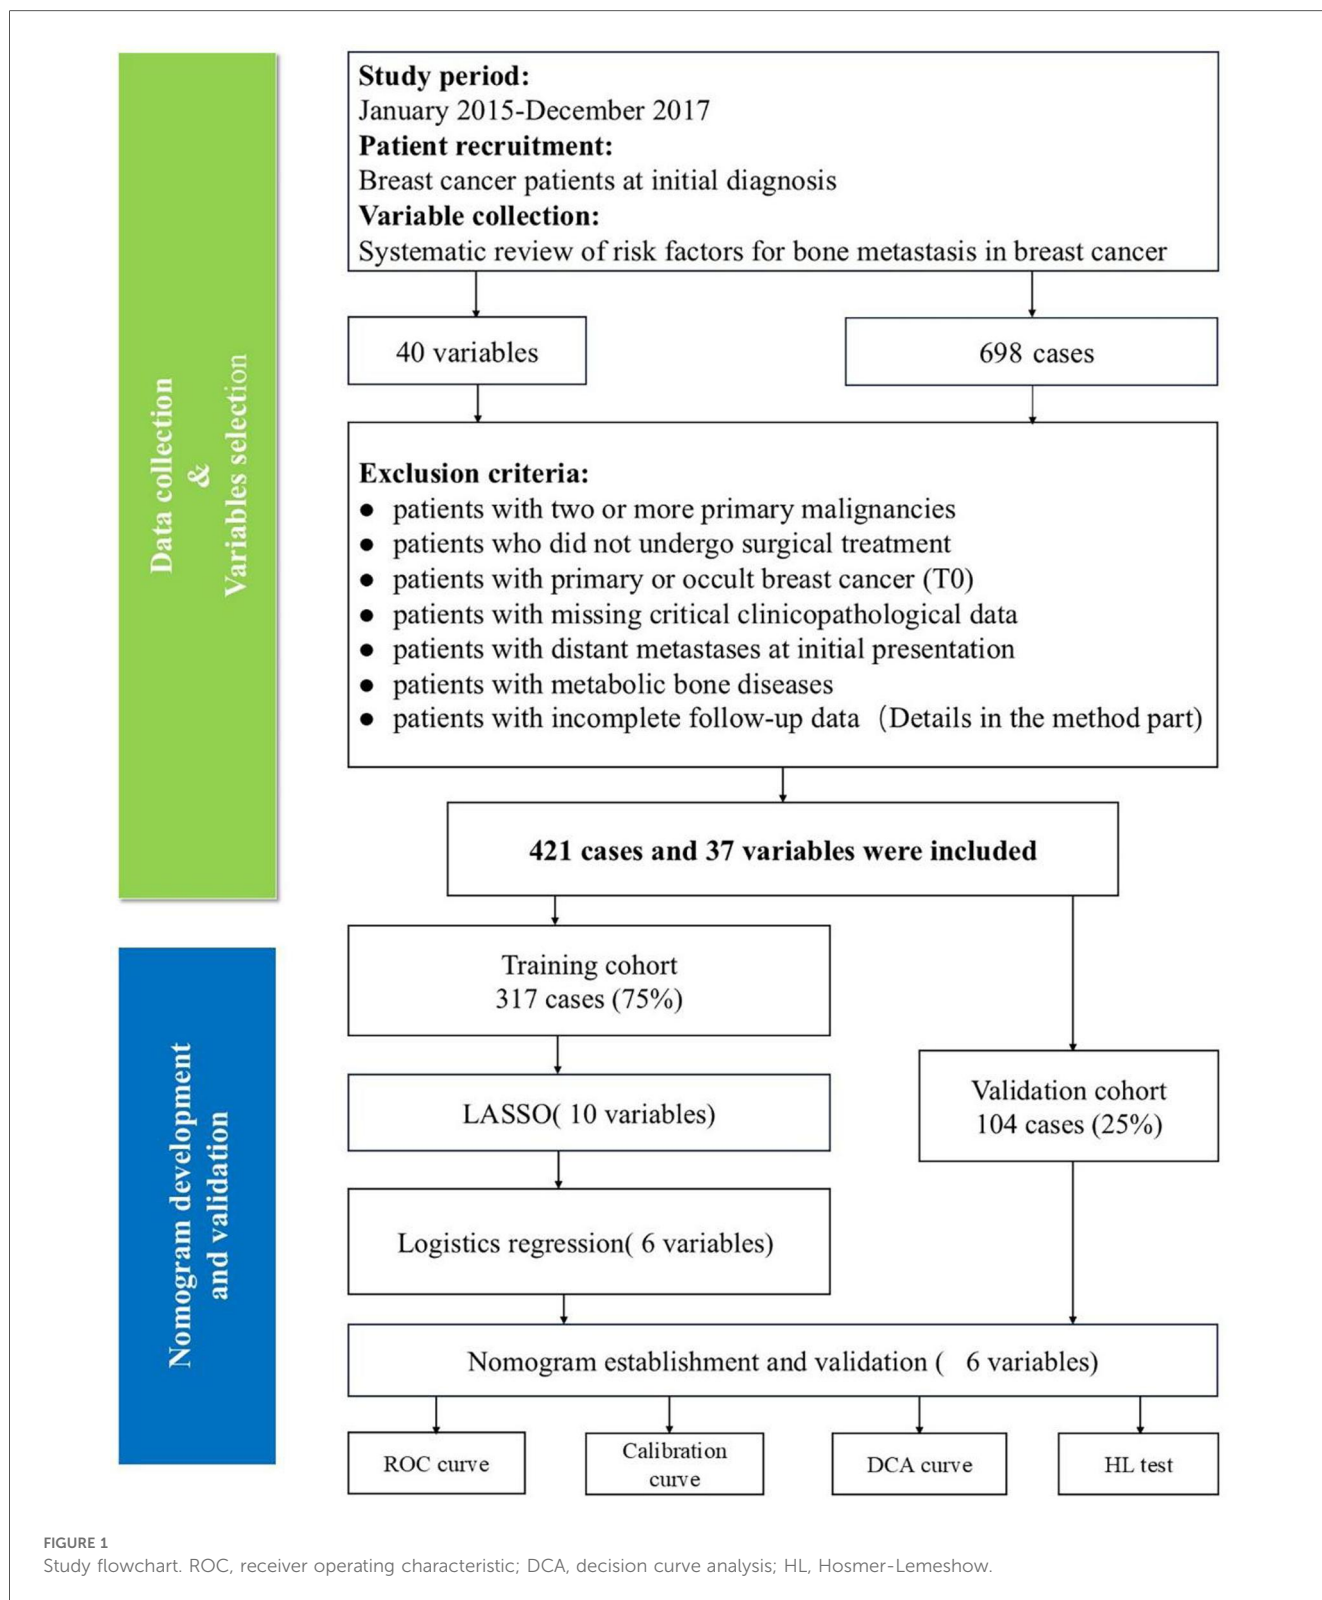 Data collection
&
Variables selection
Study period:
January 2015-December 2017
Patient recruitment:
Breast cancer patients at initial diagnosis
Variable collection:
Systematic review of risk factors for bone metastasis in breast cancer
40 variables
698 cases
Exclusion criteria:
● patients with two or more primary malignancies
● patients who did not undergo surgical treatment
● patients with primary or occult breast cancer (T0)
● patients with missing critical clinicopathological data
● patients with distant metastases at initial presentation
● patients with metabolic bone diseases
● patients with incomplete follow-up data（Details in the method part)
421 cases and 37 variables were included
Nomogram development
and validation
Training cohort
317 cases (75%)
LASSO( 10 variables)
Logistics regression( 6 variables)
Validation cohort
104 cases (25%)
Nomogram establishment and validation (   6 variables)
ROC curve
Calibration
curve
DCA curve
HL test
FIGURE 1
Study flowchart. ROC, receiver operating characteristic; DCA, decision curve analysis; HL, Hosmer-Lemeshow.